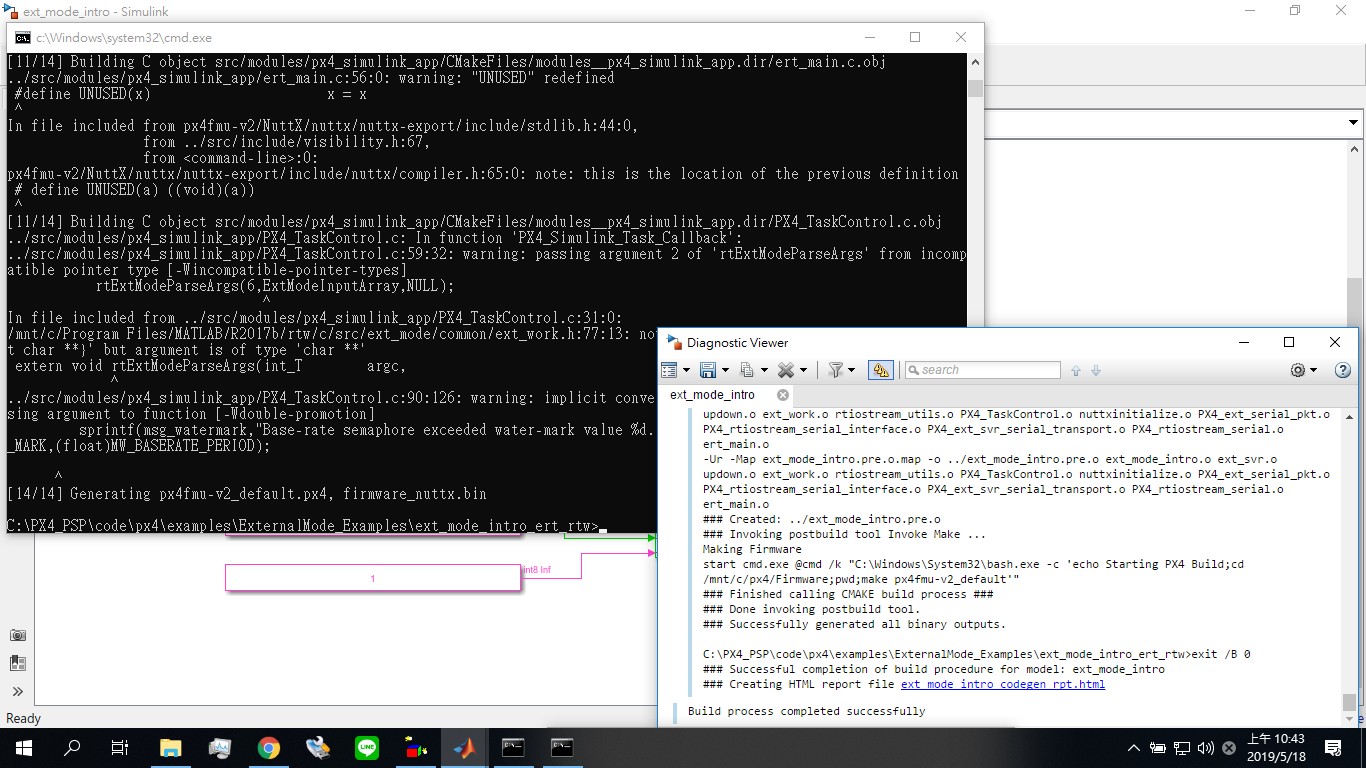 ext_mode_intro - Simulink
c:\Windows\system32\cmd.exe
[11/14] Building C object src/modules/px4_simulink_app/CMakeFiles/modules__px4_simulink_app.dir/ert_main.c.obj
../src/modules/px4_simulink_app/ert_main.c:56:0: warning: "UNUSED" redefined
#define UNUSED(x) x = x
^
In file included from px4fmu-v2/NuttX/nuttx/nuttx-export/include/stdlib.h:44:0,
from ../src/include/visibility.h:67,
from <command-line>:0:
px4fmu-v2/NuttX/nuttx/nuttx-export/include/nuttx/compiler.h:65:0: note: this is the location of the previous definition
# define UNUSED(a) ((void)(a))
^
[11/14] Building C object src/modules/px4_simulink_app/CMakeFiles/modules__px4_simulink_app.dir/PX4_TaskControl.c.obj
../src/modules/px4_simulink_app/PX4_TaskControl.c: In function 'PX4_Simulink_Task_Callback':
../src/modules/px4_simulink_app/PX4_TaskControl.c:59:32: warning: passing argument 2 of 'rtExtModeParseArgs' from incomp
atible pointer type [-Wincompatible-pointer-types]
rtExtModeParseArgs(6,ExtModeInputArray,NULL);
^
In file included from ../src/modules/px4_simulink_app/PX4_TaskControl.c:31:0:
/mnt/c/Program Files/MATLAB/R2017b/rtw/c/src/ext_mode/common/ext_work.h:77:13: no
t char **}' but argument is of type 'char **'
extern void rtExtModeParseArgs(int_T argc,
^
../src/modules/px4_simulink_app/PX4_TaskControl.c:90:126: warning: implicit conve
sing argument to function [-Wdouble-promotion]
sprintf(msg_watermark,"Base-rate semaphore exceeded water-mark value %d.
_MARK,(float)MW_BASERATE_PERIOD);
^
[14/14] Generating px4fmu-v2_default.px4, firmware_nuttx.bin
C:\PX4_PSP\code\px4\examples\ExternalMode_Examples\ext_mode_intro_ert_rtw>
1
int8 Inf
Ready
Diagnostic Viewer
search
ext_mode_intro
updown.o ext_work.o rtiostream_utils.o PX4_TaskControl.o nuttxinitialize.o PX4_ext_serial_pkt.o
PX4_rtiostream_serial_interface.o PX4_ext_svr_serial_transport.o PX4_rtiostream_serial.o
ert_main.o
-Ur -Map ext_mode_intro.pre.o.map -o ../ext_mode_intro.pre.o ext_mode_intro.o ext_svr.o
updown.o ext_work.o rtiostream_utils.o PX4_TaskControl.o nuttxinitialize.o PX4_ext_serial_pkt.o
PX4_rtiostream_serial_interface.o PX4_ext_svr_serial_transport.o PX4_rtiostream_serial.o
ert_main.o
### Created: ../ext_mode_intro.pre.o
### Invoking postbuild tool Invoke Make ...
Making Firmware
start cmd.exe @cmd /k "C:\Windows\System32\bash.exe -c 'echo Starting PX4 Build;cd
/mnt/c/px4/Firmware;pwd;make px4fmu-v2_default'"
### Finished calling CMAKE build process ###
### Done invoking postbuild tool.
### Successfully generated all binary outputs.
C:\PX4_PSP\code\px4\examples\ExternalMode_Examples\ext_mode_intro_ert_rtw>exit /B 0
### Successful completion of build procedure for model: ext_mode_intro
### Creating HTML report file ext_mode_intro_codegen_rpt.html
Build process completed successfully
LINE
上午 10:43
2019/5/18